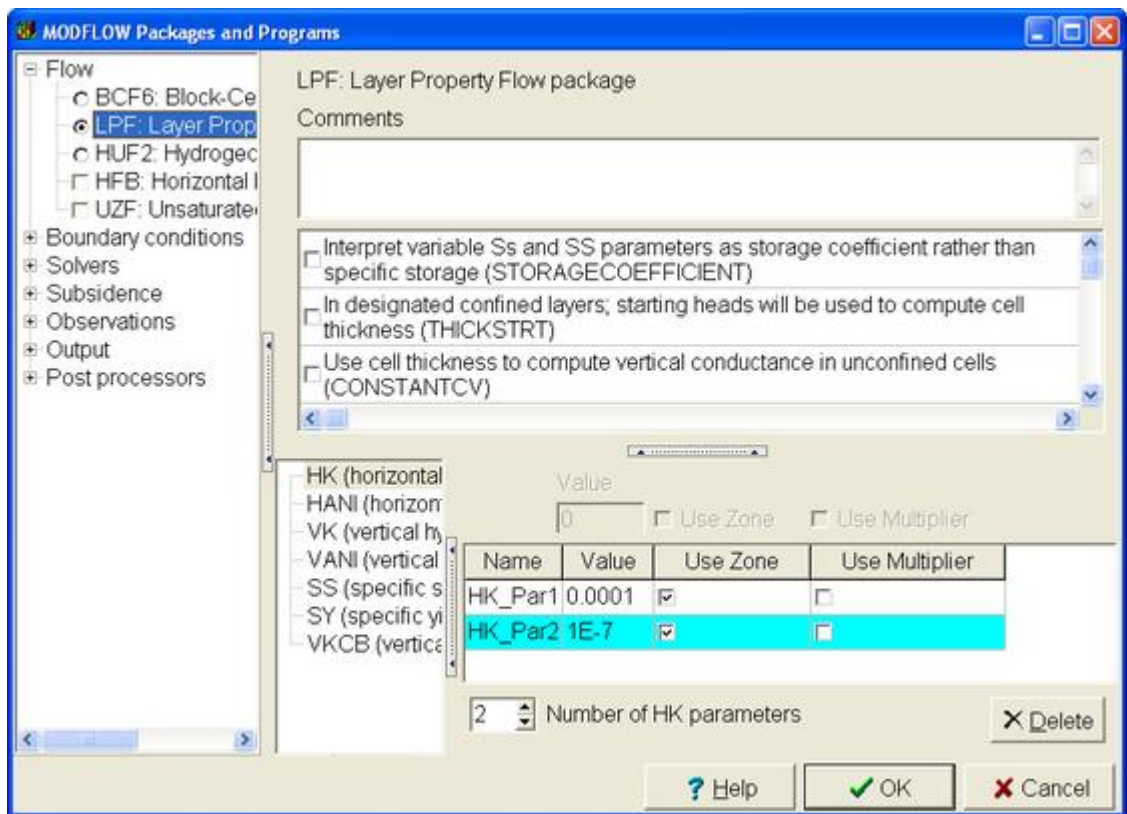 MODFLOW Packages and Programs
Flow
BCF6: Block-Ce
LPF: Layer Prop
HUF2: Hydrogec
HFB: Horizontal I
UZF: Unsaturate
Boundary conditions
Solvers
Subsidence
Observations
Output
Post processors
LPF: Layer Property Flow package
Comments
Interpret variable Ss and SS parameters as storage coefficient rather than
specific storage (STORAGECOEFFICIENT)
In designated confined layers; starting heads will be used to compute cell
thickness (THICKSTRT)
Use cell thickness to compute vertical conductance in unconfined cells
(CONSTANTCV)
HK (horizontal
HANI (horizon
VK (vertical hy
VANI (vertical
SS (specific s
SY (specific yi
VKCB (vertica
Value
0 Use Zone Use Multiplier
Name Value Use Zone Use Multiplier
HK_Par1 0.0001
HK_Par2 1E-7
2 Number of HK parameters
Delete
? Help OK Cancel